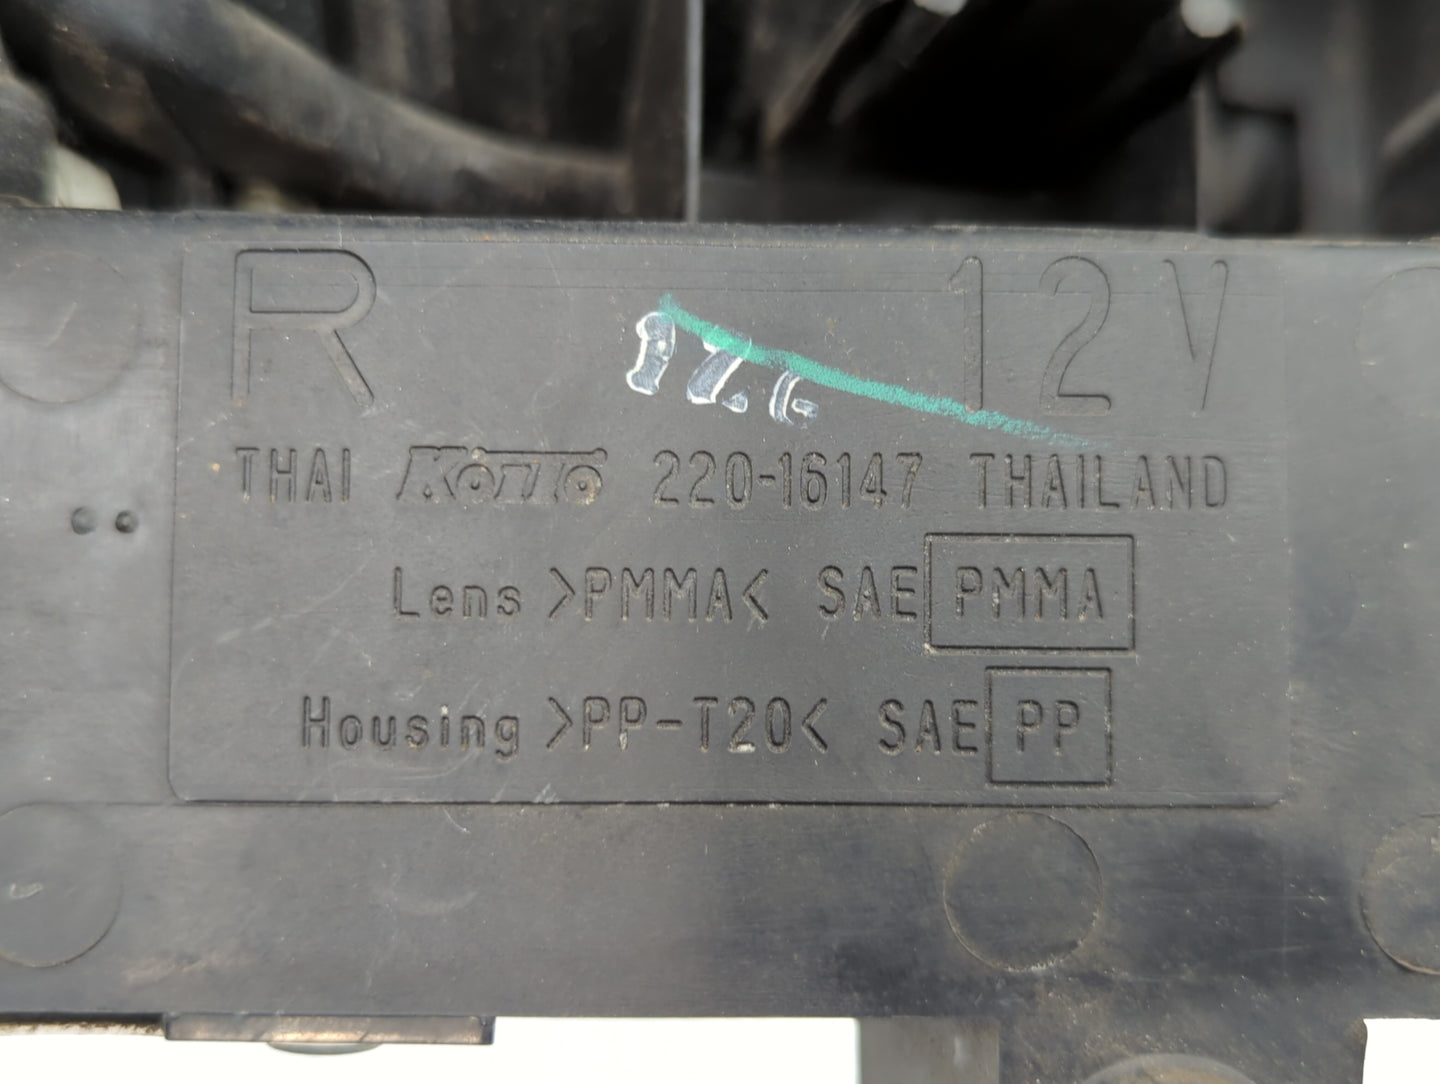 R 12V
THAI KOITO 220-16147 THAILAND
Lens >PMMA< SAE PMMA
Housing >PP-T20< SAE PP